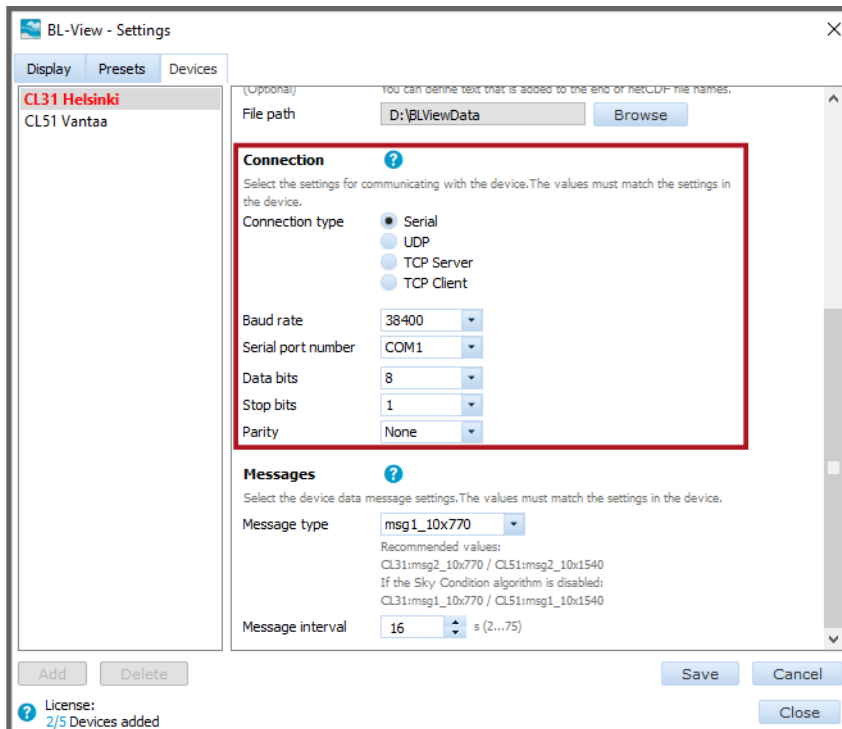 BL-View - Settings
Display Presets Devices
CL31 Helsinki
CL51 Vantaa
(Optional) You can define text that is added to the end of netCDF file names.
File path D:\BLViewData Browse
Connection ?
Select the settings for communicating with the device.The values must match the settings in
the device.
Connection type Serial
UDP
TCP Server
TCP Client
Baud rate 38400
Serial port number COM1
Data bits 8
Stop bits 1
Parity None
Messages ?
Select the device data message settings.The values must match the settings in the device.
Message type msg1_10x770
Recommended values:
CL31:msg2_10x770 / CL51:msg2_10x1540
If the Sky Condition algorithm is disabled:
CL31:msg1_10x770 / CL51:msg1_10x1540
Message interval 16 s (2...75)
Add Delete Save Cancel
? License:
2/5 Devices added
Close